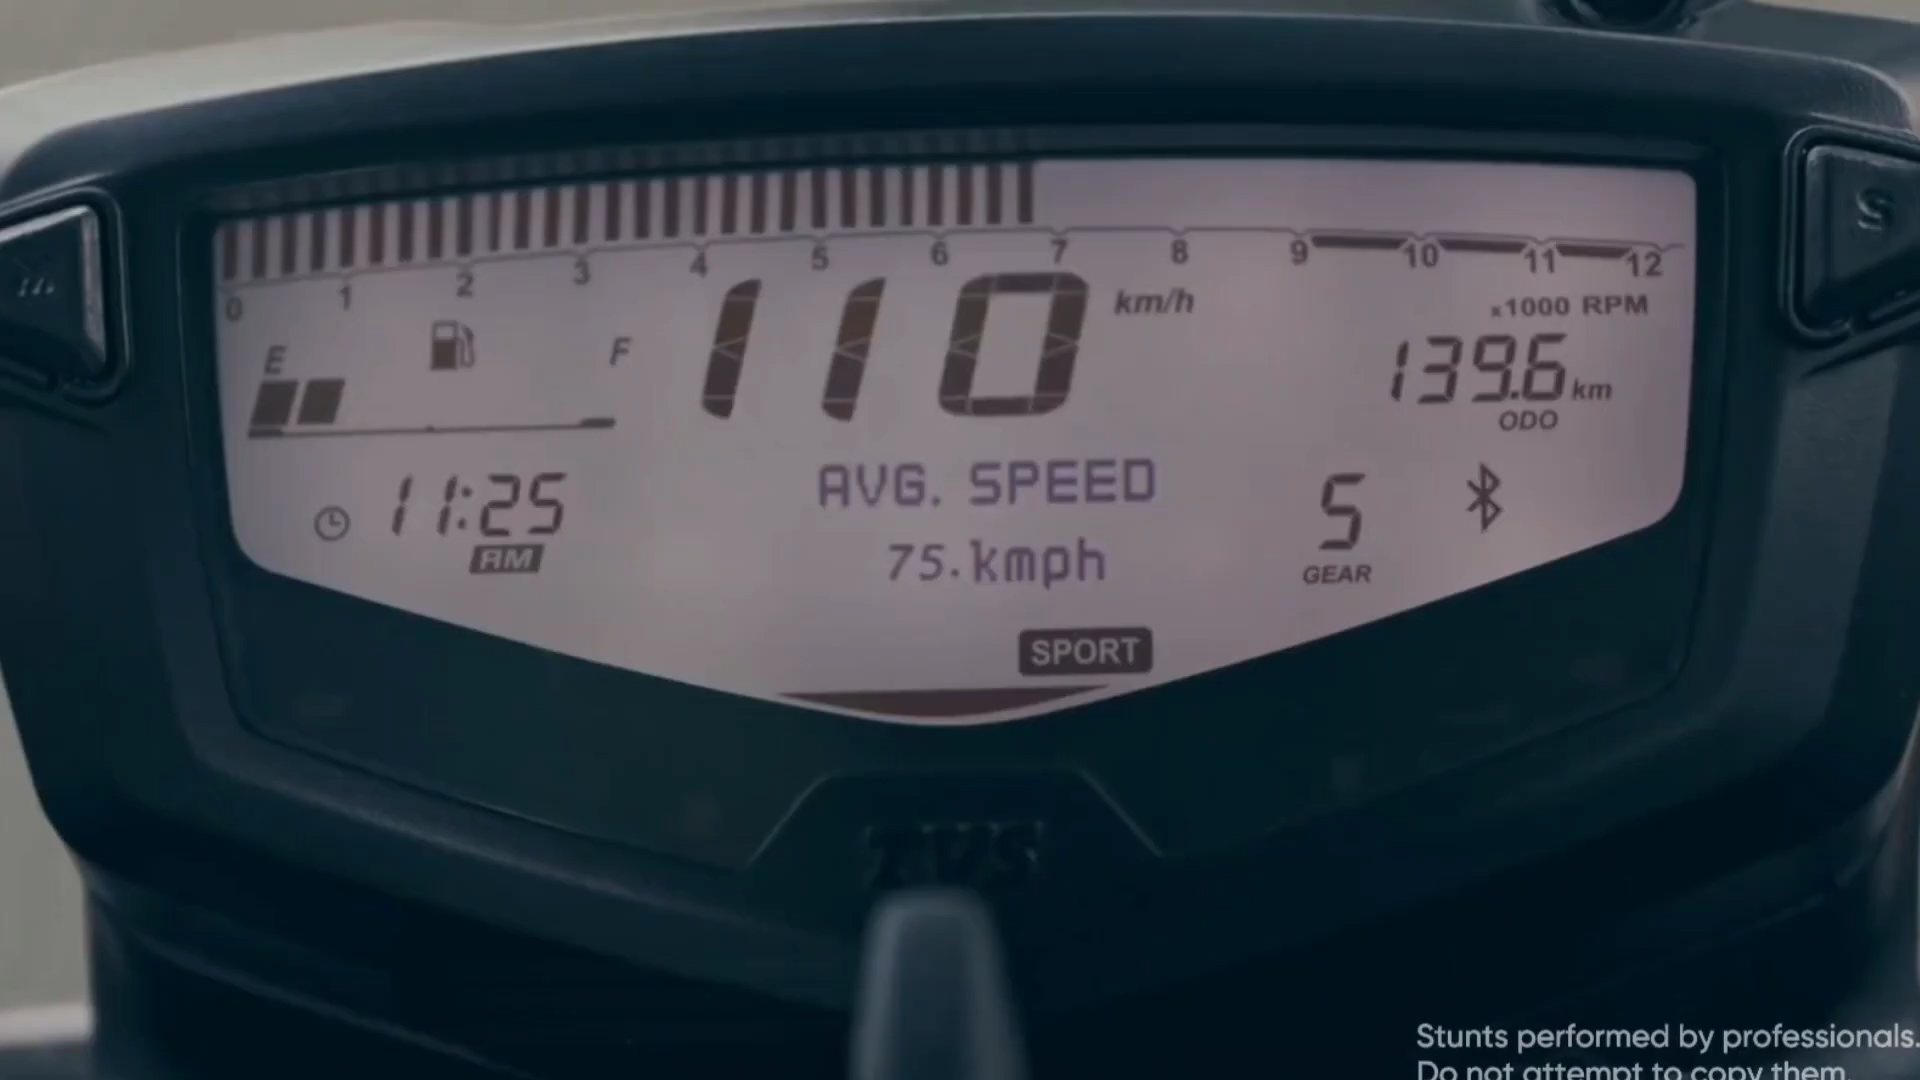 0 1 2 3 4 5 6 7 8 9 10 11 12
x1000 RPM
E F
110 km/h
139.6 km
ODO
11:25
AM
AVG. SPEED
75.kmph
5
GEAR
SPORT
TVS
S
Stunts performed by professionals.
Do not attempt to copy them.